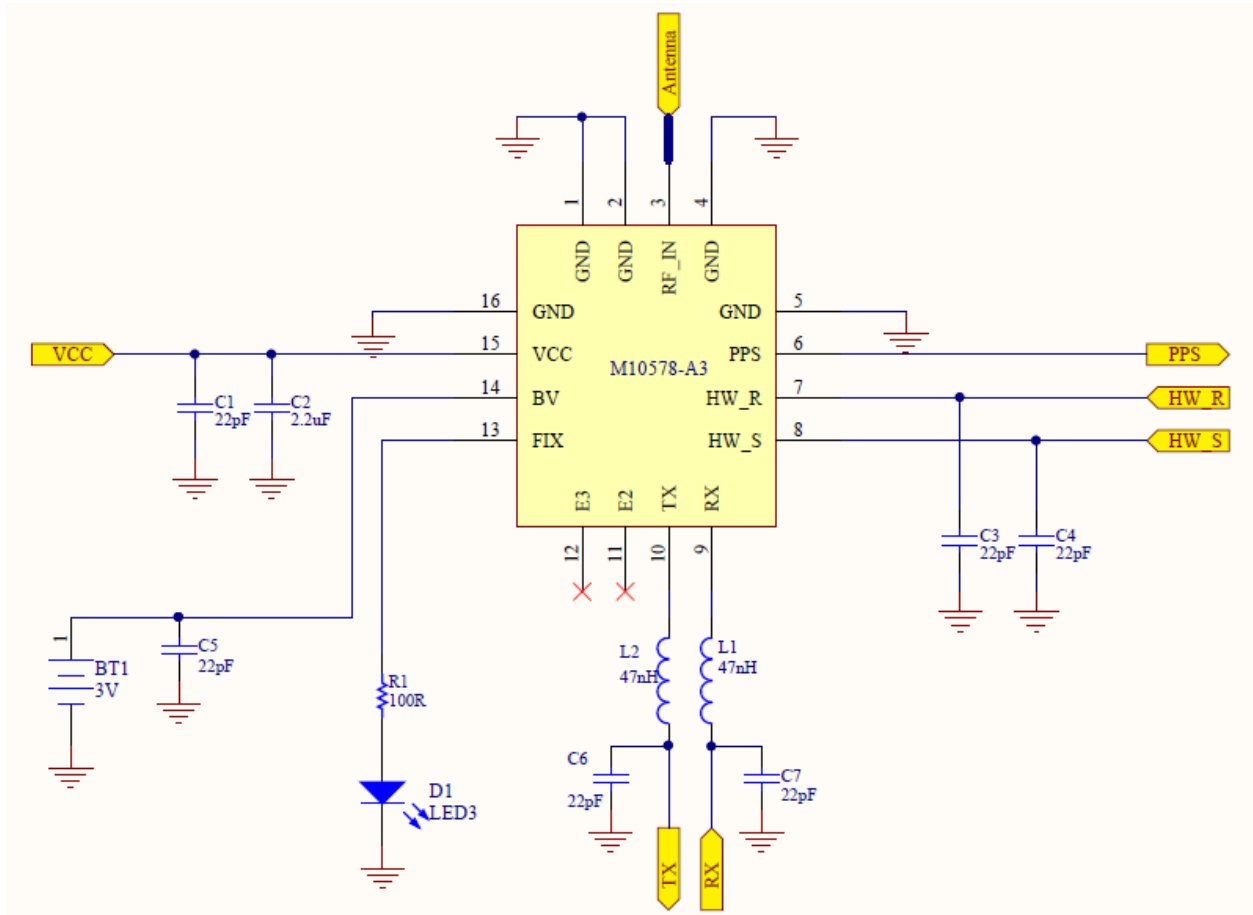 Antenna
1
2
3
4
GND
GND
RF_IN
GND
16
GND
GND
5
VCC
15
VCC
PPS
6
PPS
M10578-A3
14
BV
HW_R
7
HW_R
13
FIX
HW_S
8
HW_S
C1
22pF
C2
2.2uF
E3
E2
TX
RX
12
11
10
9
C3
22pF
C4
22pF
1
BT1
3V
C5
22pF
L2
47nH
L1
47nH
R1
100R
C6
22pF
C7
22pF
D1
LED3
TX
RX